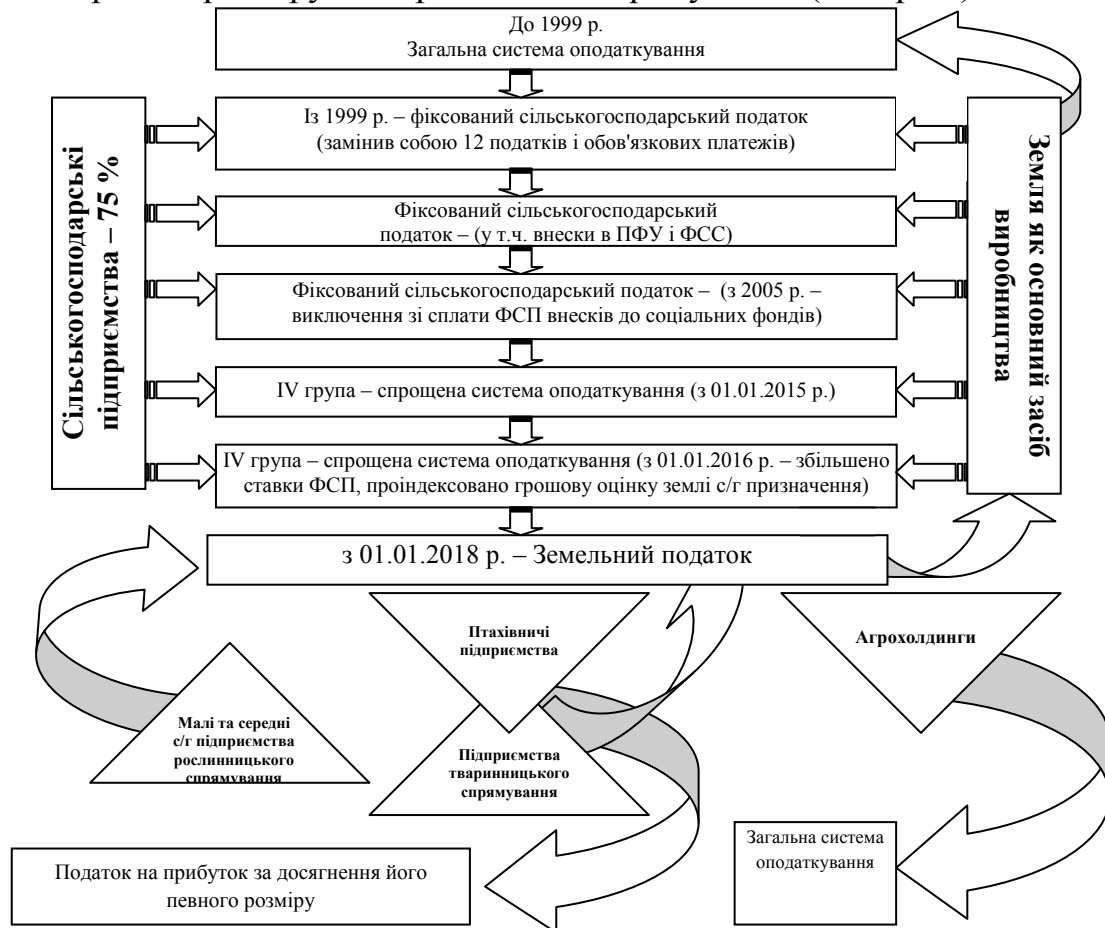 До 1999 р.
Загальна система оподаткування
Із 1999 р. – фіксований сільськогосподарський податок
(замінив собою 12 податків і обов'язкових платежів)
Фіксований сільськогосподарський
податок – (у т.ч. внески в ПФУ і ФСС)
Фіксований сільськогосподарський податок – (з 2005 р. –
виключення зі сплати ФСП внесків до соціальних фондів)
IV група – спрощена система оподаткування (з 01.01.2015 р.)
IV група – спрощена система оподаткування (з 01.01.2016 р. – збільшено
ставки ФСП, проіндексовано грошову оцінку землі с/г призначення)
Сільськогосподарські
підприємства – 75 %
Земля як основний засіб
виробництва
з 01.01.2018 р. – Земельний податок
Птахівничі
підприємства
Агрохолдинги
Малі та середні
с/г підприємства
рослинницького
спрямування
Підприємства
тваринницького
спрямування
Загальна система
оподаткування
Податок на прибуток за досягнення його
певного розміру